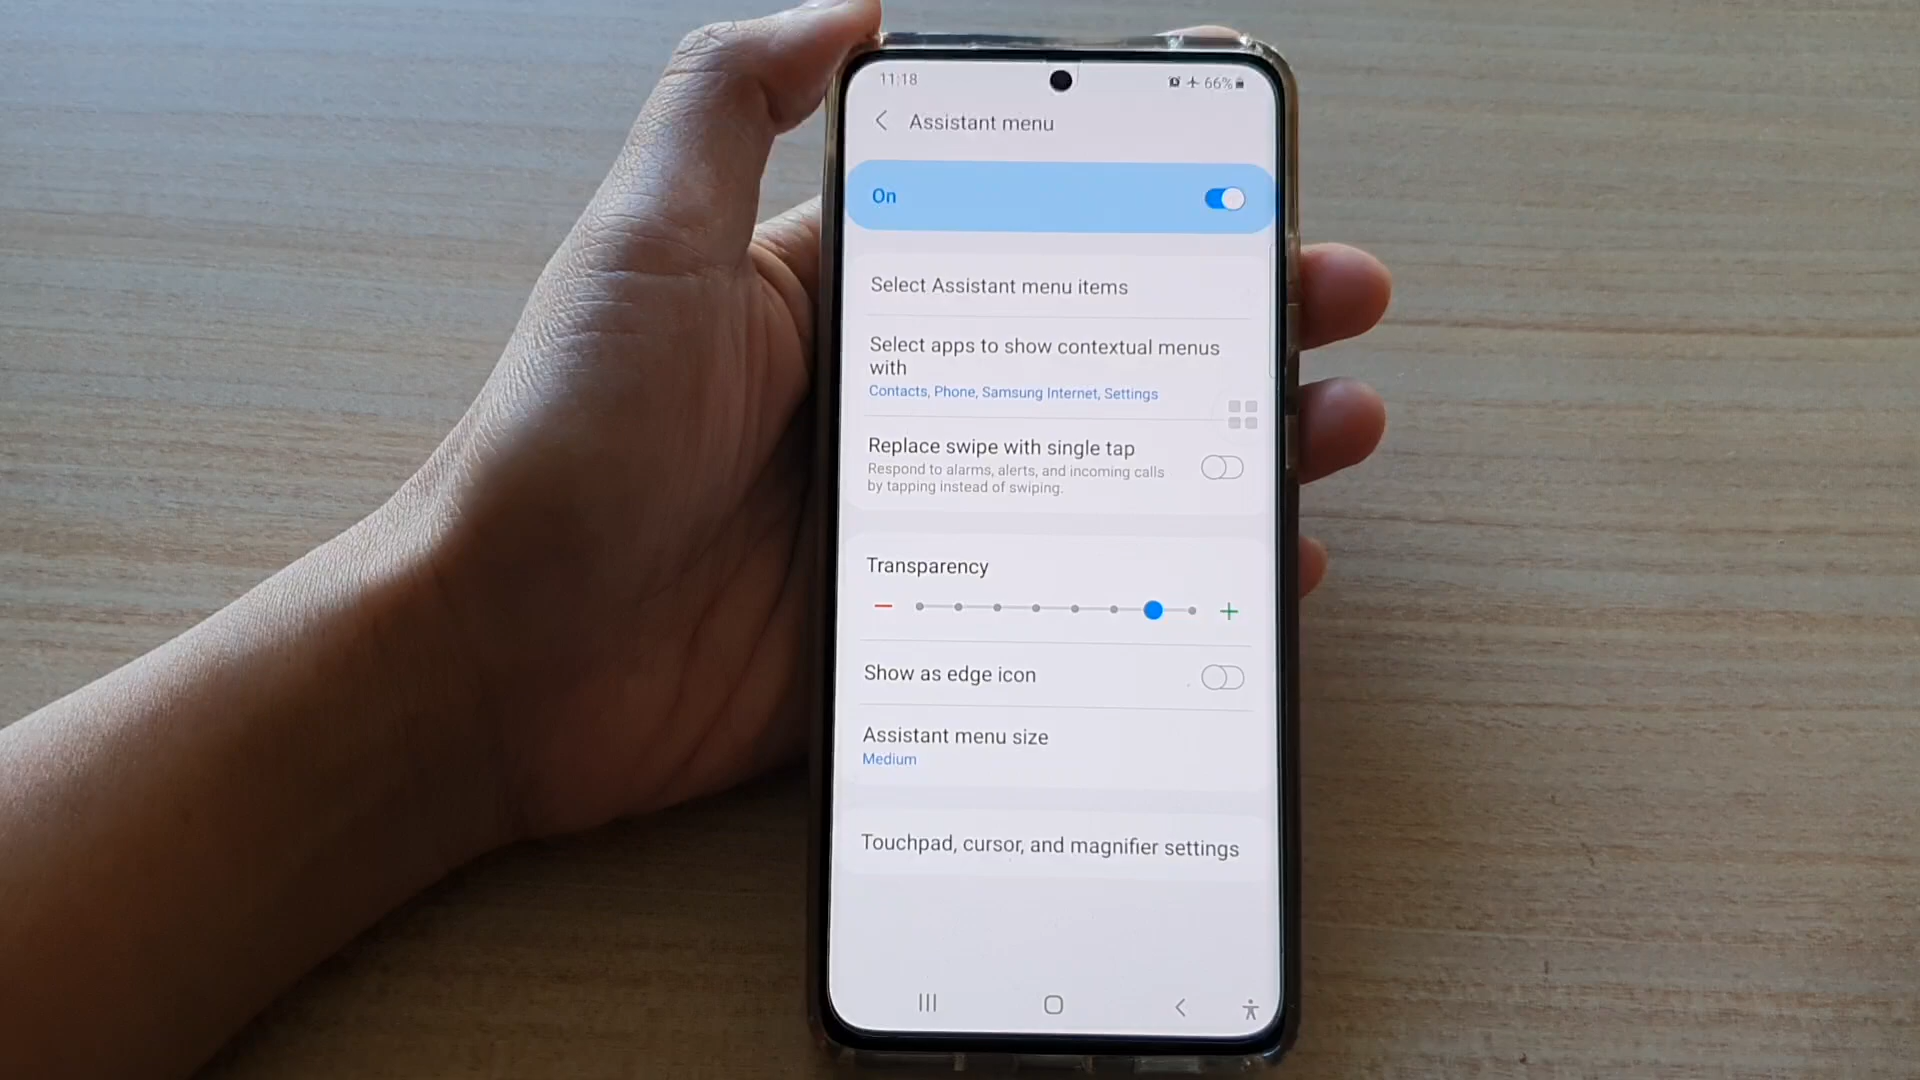 11:18
66%
Assistant menu
On
Select Assistant menu items
Select apps to show contextual menus
with
Contacts, Phone, Samsung Internet, Settings
Replace swipe with single tap
Respond to alarms, alerts, and incoming calls
by tapping instead of swiping.
Transparency
Show as edge icon
Assistant menu size
Medium
Touchpad, cursor, and magnifier settings